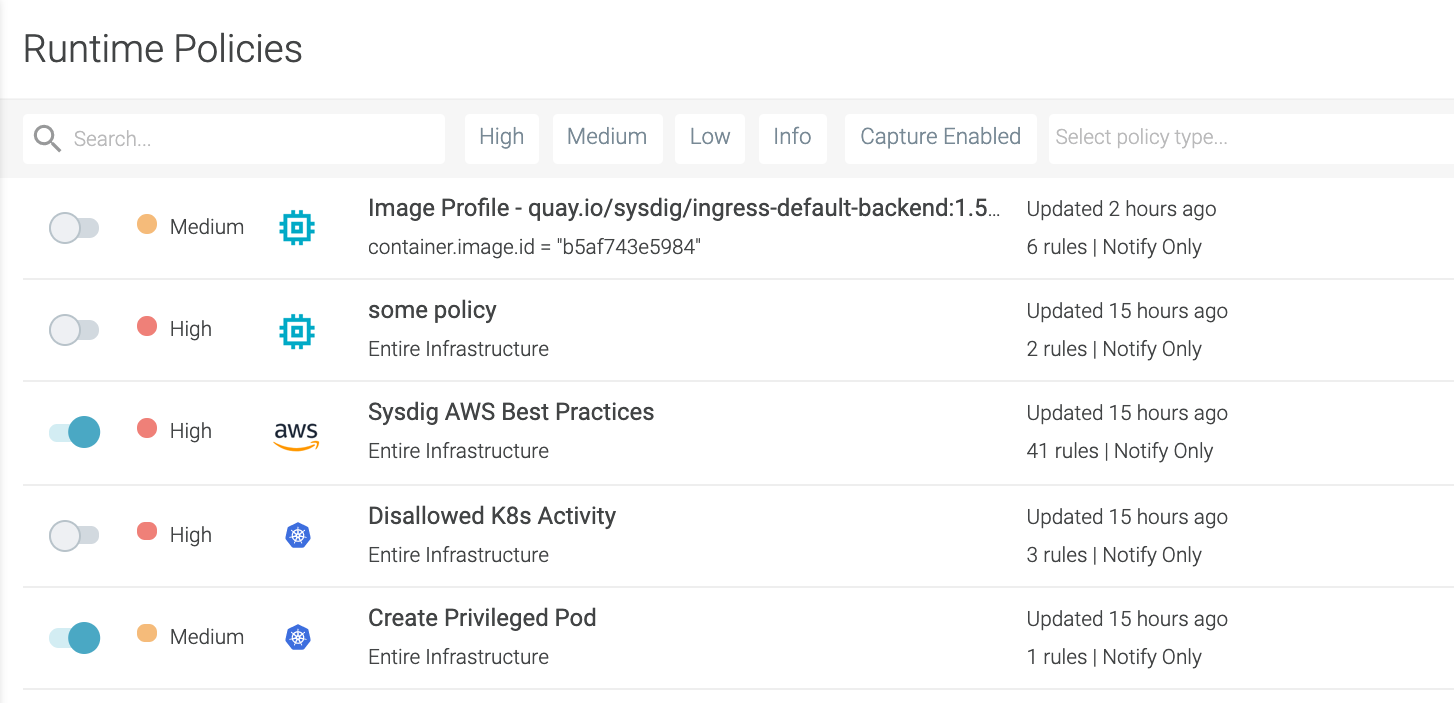 Runtime Policies
Search...
High
Medium
Low
Info
Capture Enabled
Select policy type...
Medium
Image Profile - quay.io/sysdig/ingress-default-backend:1.5...
Updated 2 hours ago
container.image.id = "b5af743e5984"
6 rules | Notify Only
High
some policy
Updated 15 hours ago
Entire Infrastructure
2 rules | Notify Only
High
aws
Sysdig AWS Best Practices
Updated 15 hours ago
Entire Infrastructure
41 rules | Notify Only
High
Disallowed K8s Activity
Updated 15 hours ago
Entire Infrastructure
3 rules | Notify Only
Medium
Create Privileged Pod
Updated 15 hours ago
Entire Infrastructure
1 rules | Notify Only